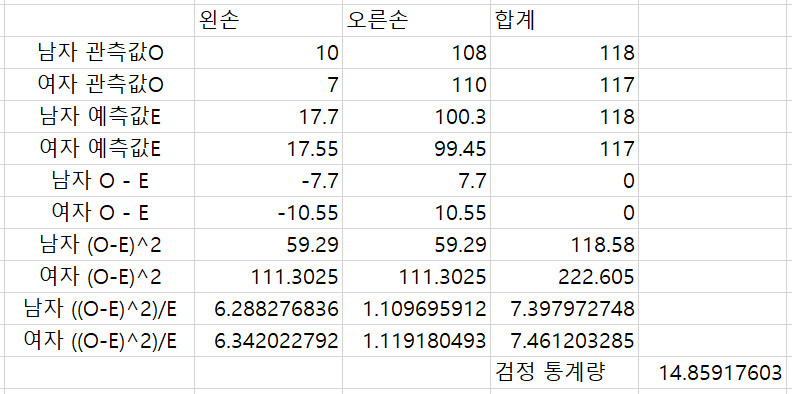 왼손 오른손 합계
남자 관측값O 10 108 118
여자 관측값O 7 110 117
남자 예측값E 17.7 100.3 118
여자 예측값E 17.55 99.45 117
남자 O - E -7.7 7.7 0
여자 O - E -10.55 10.55 0
남자 (O-E)^2 59.29 59.29 118.58
여자 (O-E)^2 111.3025 111.3025 222.605
남자 ((O-E)^2)/E 6.288276836 1.109695912 7.397972748
여자 ((O-E)^2)/E 6.342022792 1.119180493 7.461203285
검정 통계량 14.85917603